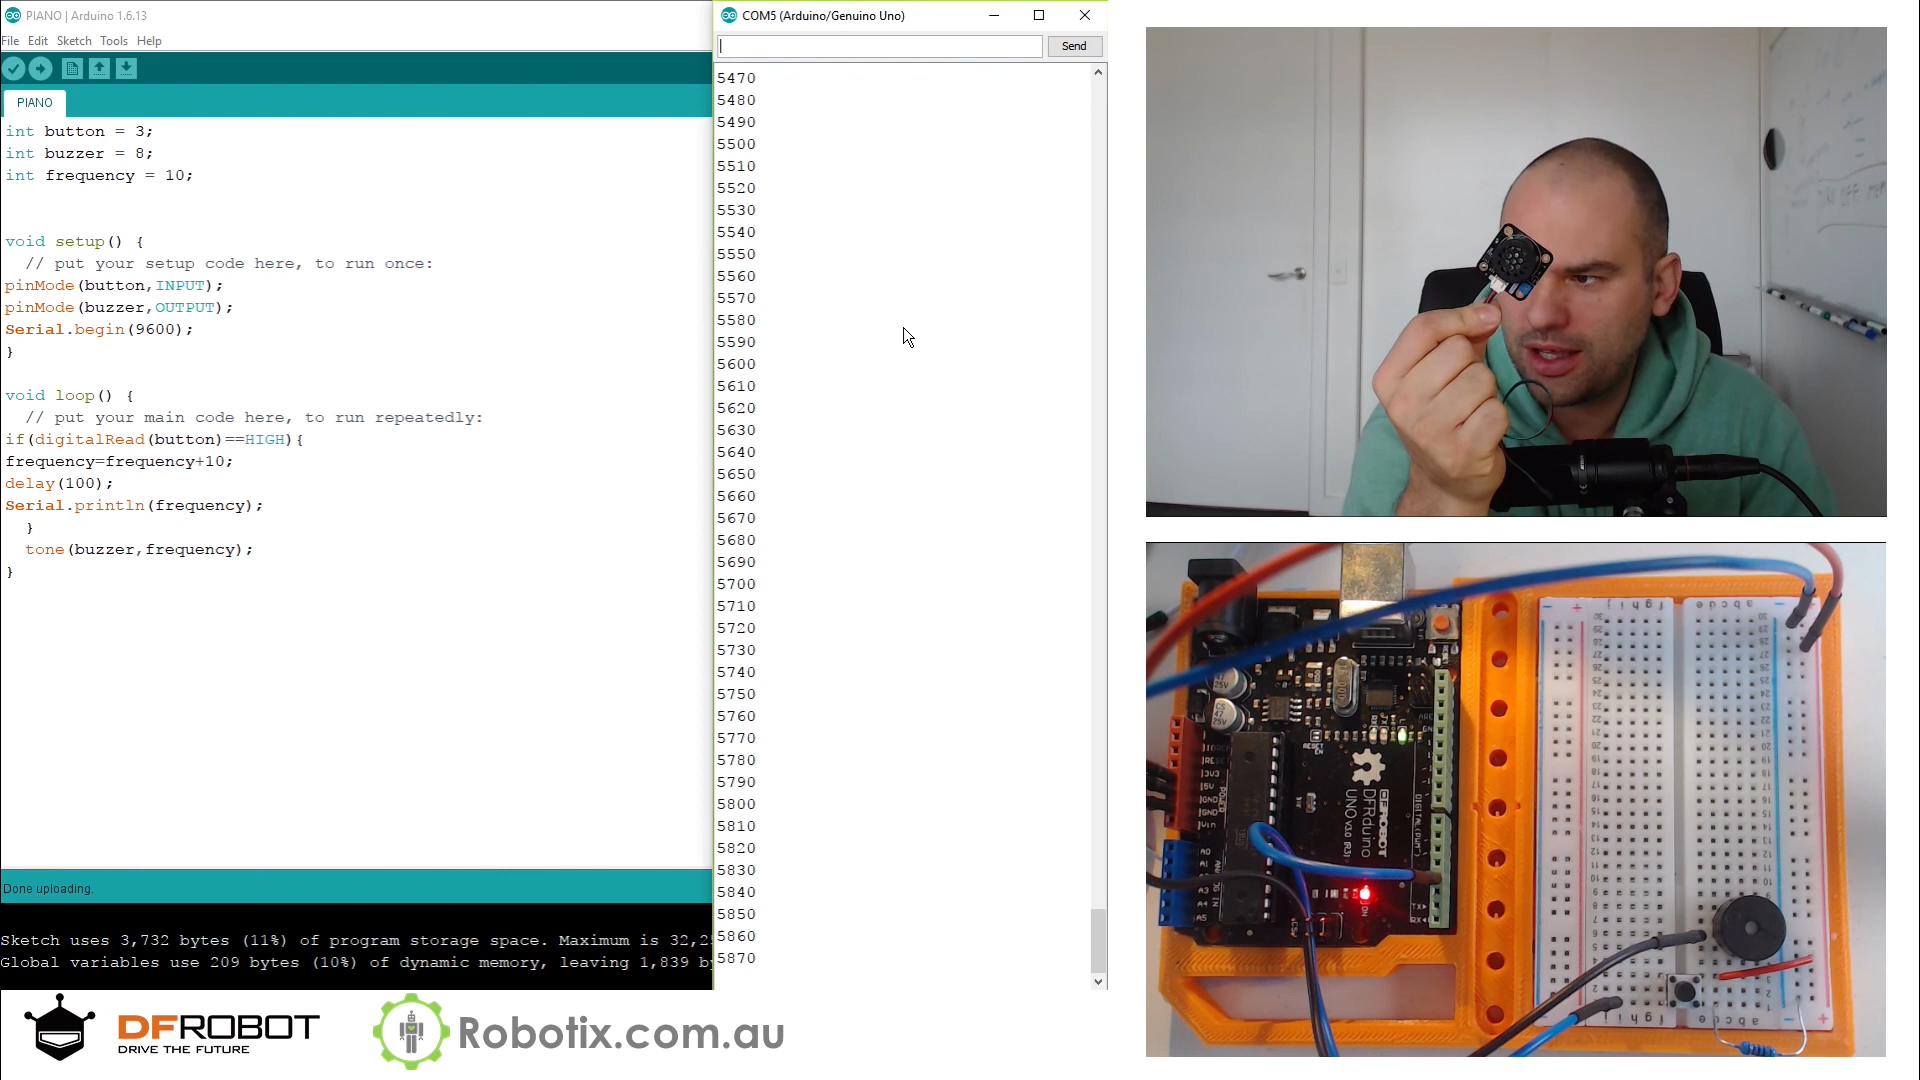 PIANO | Arduino 1.6.13
File Edit Sketch Tools Help
PIANO
int button = 3;
int buzzer = 8;
int frequency = 10;
void setup() {
// put your setup code here, to run once:
pinMode(button,INPUT);
pinMode(buzzer,OUTPUT);
Serial.begin(9600);
}
void loop() {
// put your main code here, to run repeatedly:
if(digitalRead(button)==HIGH){
frequency=frequency+10;
delay(100);
Serial.println(frequency);
}
tone(buzzer,frequency);
}
Done uploading.
Sketch uses 3,732 bytes (11%) of program storage space. Maximum is 32,2
Global variables use 209 bytes (10%) of dynamic memory, leaving 1,839 b
COM5 (Arduino/Genuino Uno)
Send
5470
5480
5490
5500
5510
5520
5530
5540
5550
5560
5570
5580
5590
5600
5610
5620
5630
5640
5650
5660
5670
5680
5690
5700
5710
5720
5730
5740
5750
5760
5770
5780
5790
5800
5810
5820
5830
5840
5850
5860
5870
DFROBOT
DRIVE THE FUTURE
Robotix.com.au
DFROBOT
DFRduino
UNO V3.0 [R3]